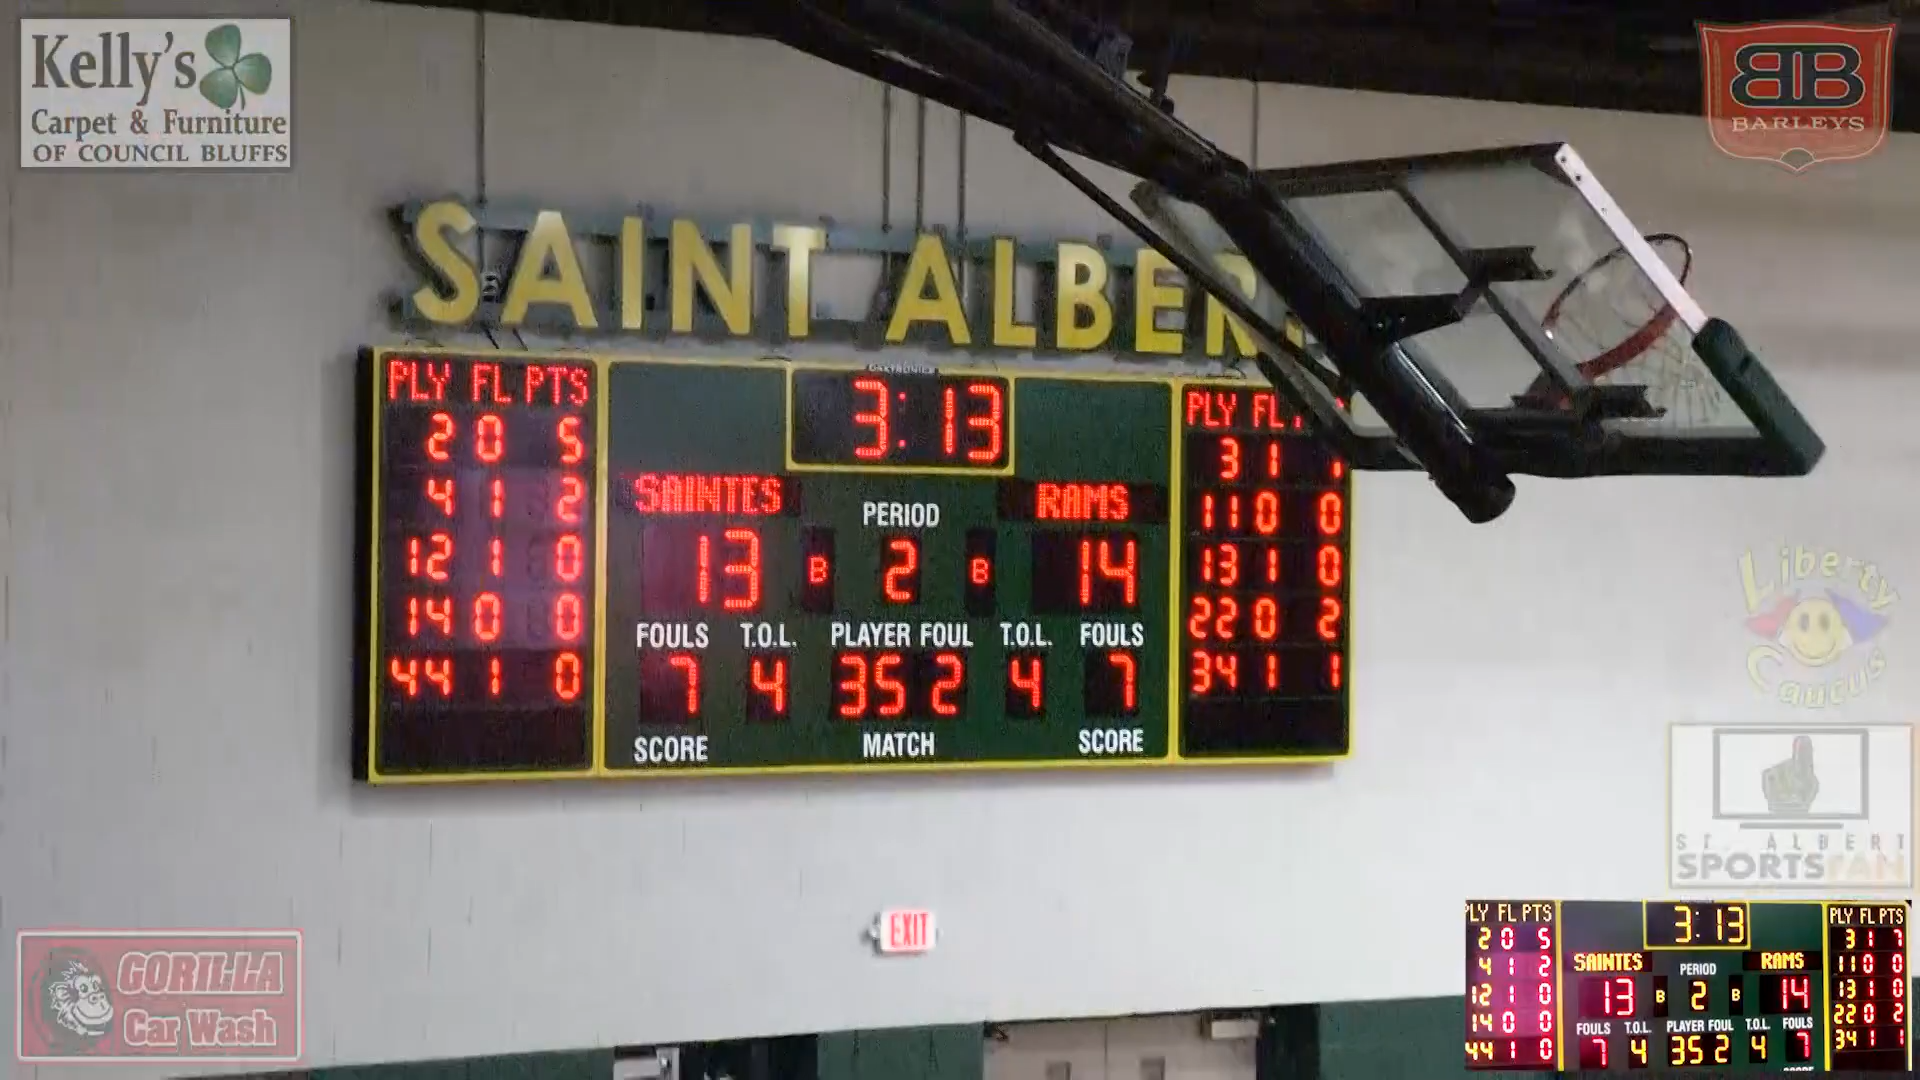 Kelly's
Carpet & Furniture
OF COUNCIL BLUFFS
BB
BARLEYS
SAINT ALBER
DAKTRONICS
PLY FL PTS
2 0 5
4 1 2
12 1 0
14 0 0
44 1 0
3:13
SAINTES
PERIOD
RAMS
13 B 2 B 14
FOULS T.O.L. PLAYER FOUL T.O.L. FOULS
7 4 35 2 4 7
SCORE MATCH SCORE
PLY FL
3 1
11 0 0
13 1 0
22 0 2
34 1 1
Liberty
Caucus
ST. ALBERT
SPORTSFAN
EXIT
GORILLA
Car Wash
PLY FL PTS
2 0 5
4 1 2
12 1 0
14 0 0
44 1 0
3:13
SAINTES
PERIOD
RAMS
13 B 2 B 14
FOULS T.O.L. PLAYER FOUL T.O.L. FOULS
7 4 35 2 4 7
PLY FL PTS
3 1 7
11 0 0
13 1 0
22 0 2
34 1 1